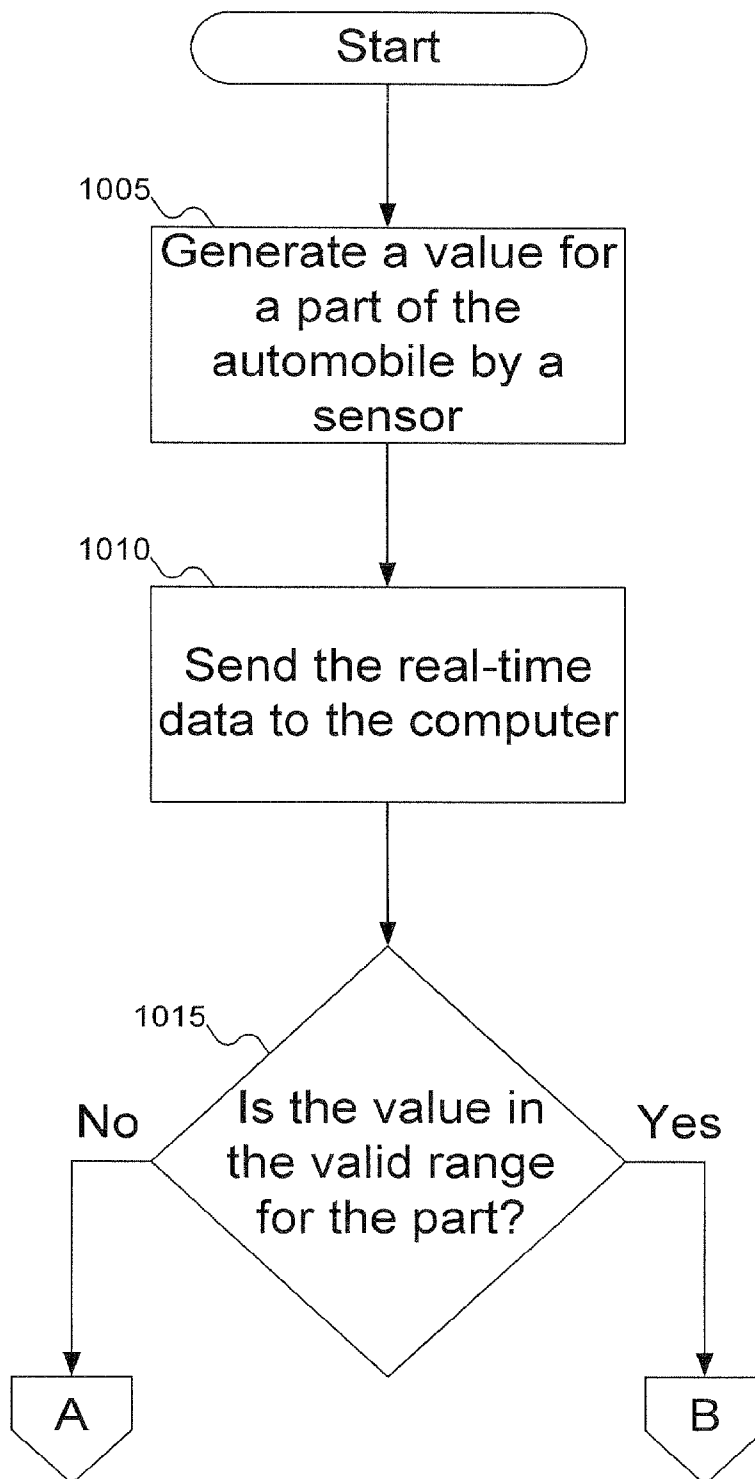 Start
1005
Generate a value for
a part of the
automobile by a
sensor
1010
Send the real-time
data to the computer
1015
Is the value in
the valid range
for the part?
No
Yes
A
B